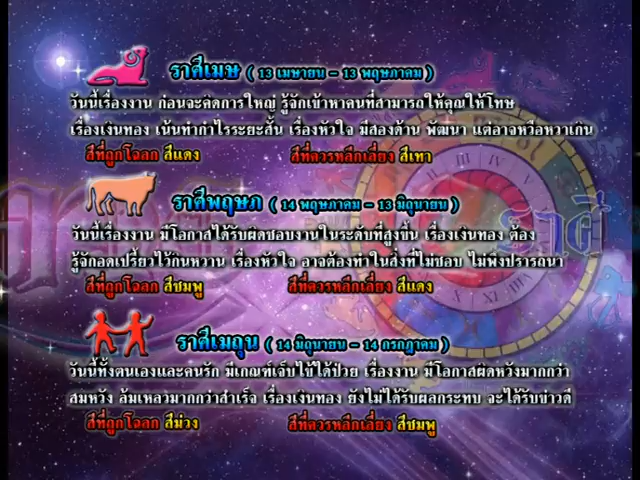 ราศีเมษ ( 13 เมษายน - 13 พฤษภาคม )
วันนี้เรื่องงาน ก่อนจะคิดการใหญ่ รู้จักเข้าหาคนที่สามารถให้คุณให้โทษ
เรื่องเงินทอง เน้นทำกำไรระยะสั้น เรื่องหัวใจ มีสองด้าน พัฒนา แต่อาจหวือหวาเกิน
สีที่ถูกโฉลก สีแดง สีที่ควรหลีกเลี่ยง สีเทา
ราศีพฤษภ ( 14 พฤษภาคม - 13 มิถุนายน )
วันนี้เรื่องงาน มีโอกาสได้รับผิดชอบงานในระดับที่สูงขึ้น เรื่องเงินทอง ต้อง
รู้จักอดเปรี้ยวไว้กินหวาน เรื่องหัวใจ อาจต้องทำในสิ่งที่ไม่ชอบ ไม่พึงปรารถนา
สีที่ถูกโฉลก สีชมพู สีที่ควรหลีกเลี่ยง สีแดง
ราศีเมถุน ( 14 มิถุนายน - 14 กรกฎาคม )
วันนี้ทั้งตนเองและคนรัก มีเกณฑ์เจ็บไข้ได้ป่วย เรื่องงาน มีโอกาสผิดหวังมากกว่า
สมหวัง ล้มเหลวมากกว่าสำเร็จ เรื่องเงินทอง ยังไม่ได้รับผลกระทบ จะได้รับข่าวดี
สีที่ถูกโฉลก สีม่วง สีที่ควรหลีกเลี่ยง สีชมพู